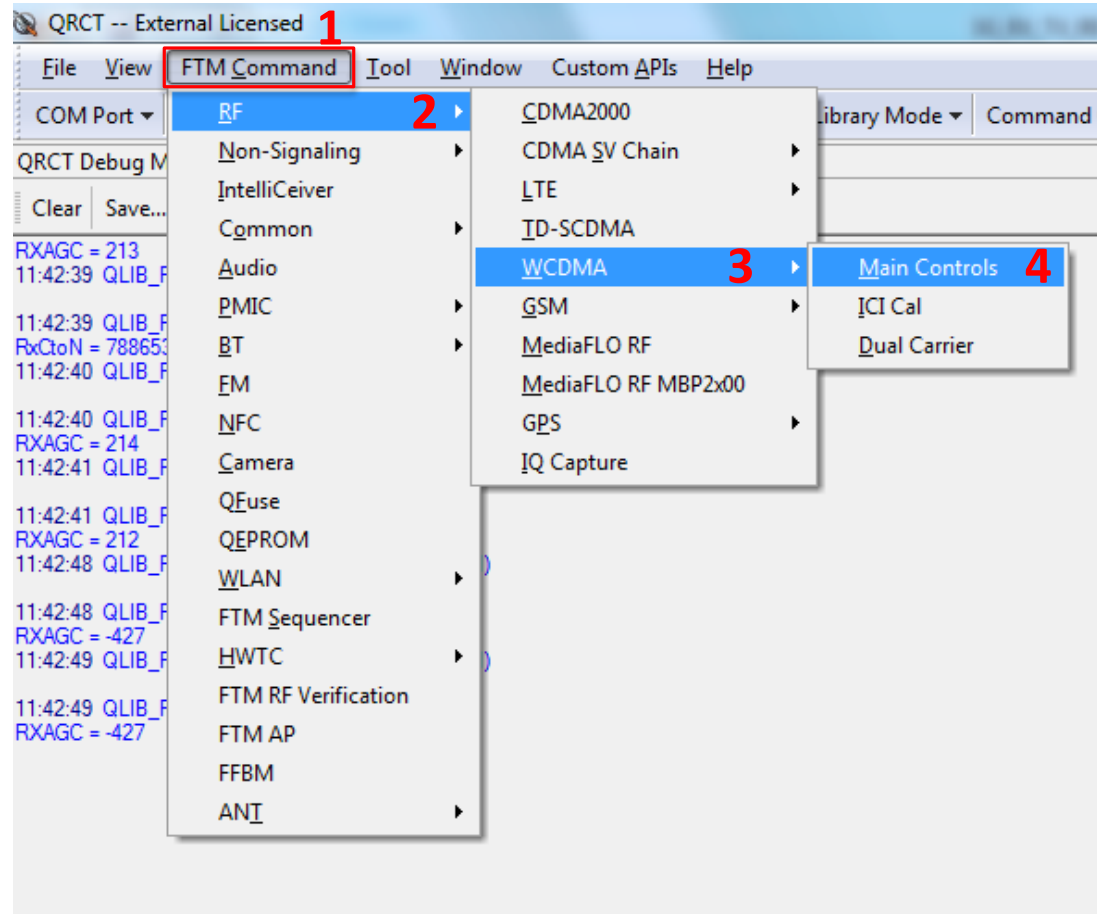 QRCT -- External Licensed
1
File View FTM Command Tool Window Custom APIs Help
COM Port Library Mode Command
QRCT Debug M
Clear Save...
RXAGC = 213
11:42:39 QLIB_F
11:42:39 QLIB_F
RxCtoN = 788653
11:42:40 QLIB_F
11:42:40 QLIB_F
RXAGC = 214
11:42:41 QLIB_F
11:42:41 QLIB_F
RXAGC = 212
11:42:48 QLIB_F )
11:42:48 QLIB_F
RXAGC = -427
11:42:49 QLIB_F )
11:42:49 QLIB_F
RXAGC = -427
RF 2
Non-Signaling
IntelliCeiver
Common
Audio
PMIC
BT
FM
NFC
Camera
QFuse
QEPROM
WLAN
FTM Sequencer
HWTC
FTM RF Verification
FTM AP
FFBM
ANT
CDMA2000
CDMA SV Chain
LTE
TD-SCDMA
WCDMA 3
GSM
MediaFLO RF
MediaFLO RF MBP2x00
GPS
IQ Capture
Main Controls 4
ICI Cal
Dual Carrier